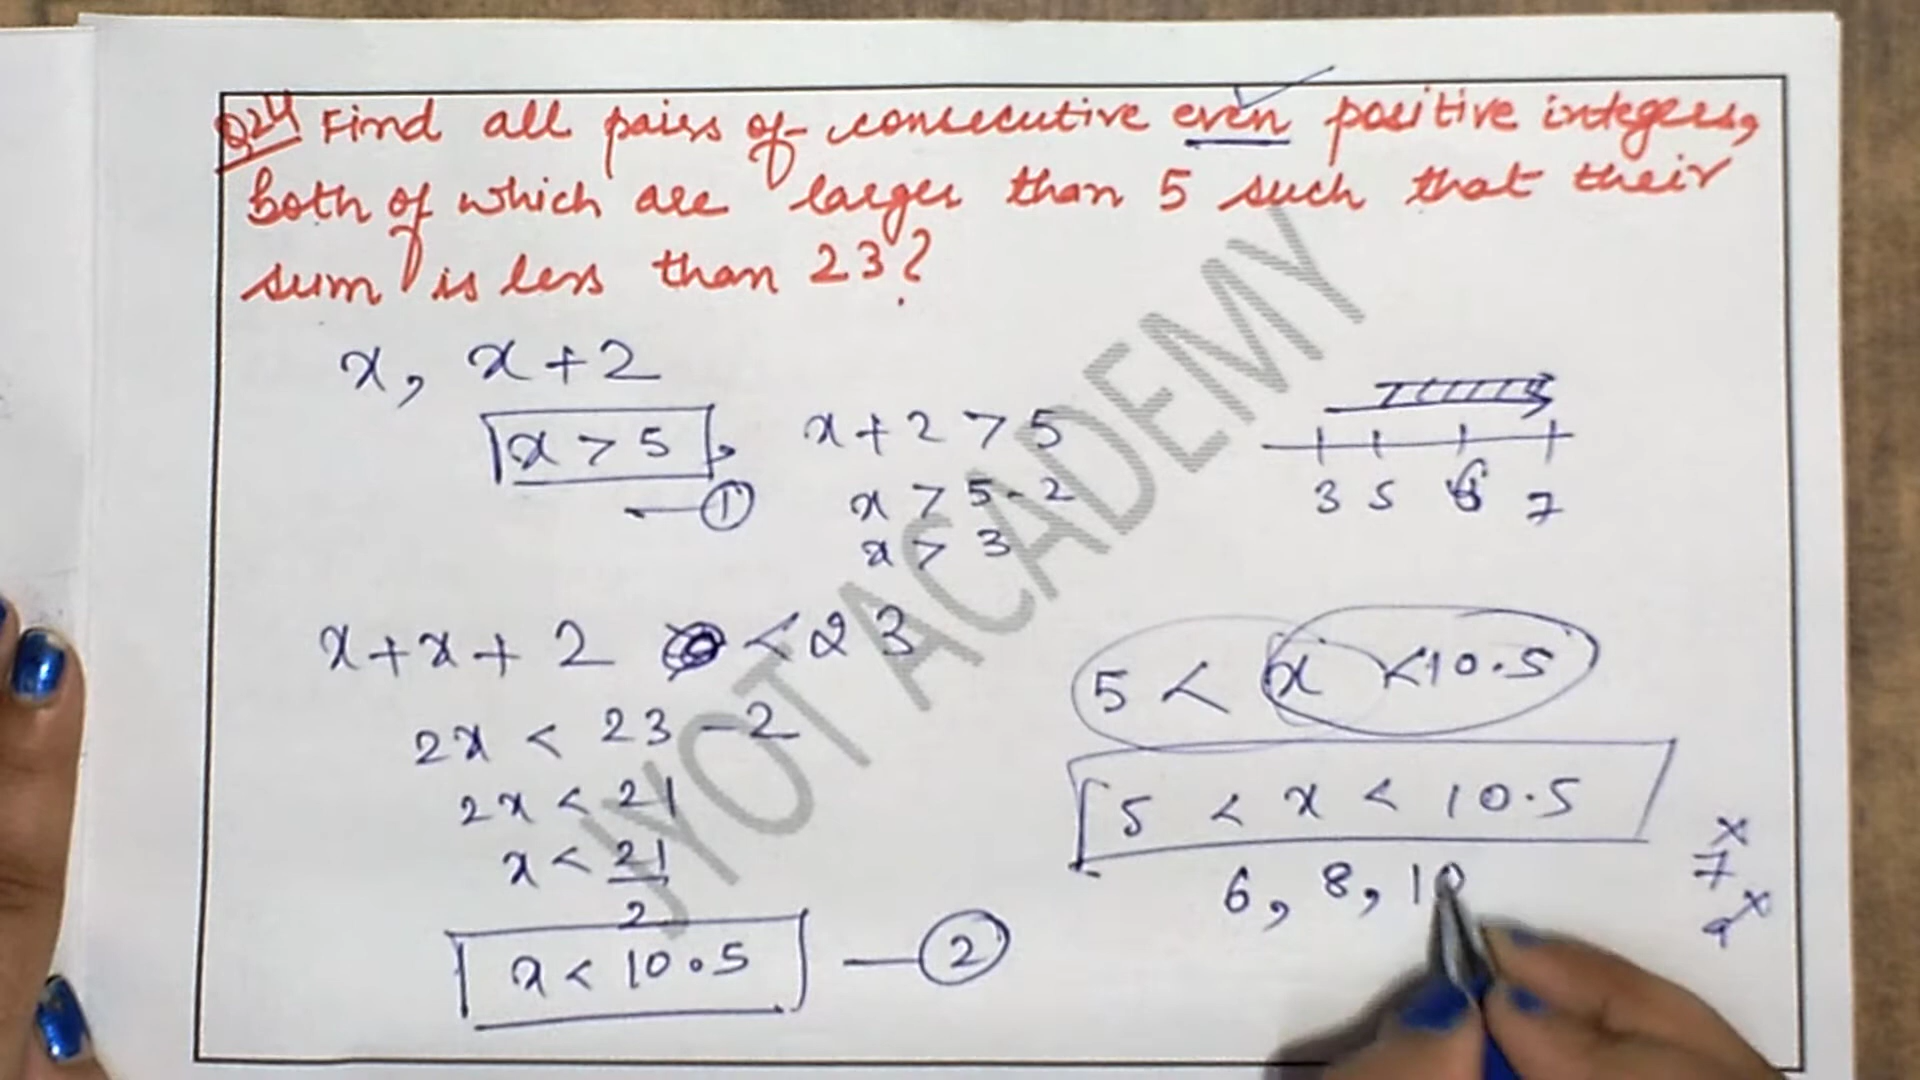 Q24 Find all pairs of consecutive even positive integers,
both of which are larger than 5 such that their
sum is less than 23?
x, x+2
x > 5, x+2 > 5
① x > 5-2
x > 3
3 5 6 7
x+x+2 < 23
2x < 23-2
2x < 21
x < 21/2
x < 10.5 — ②
5 < x < 10.5
5 < x < 10.5
6, 8, 10
x
7
x
9
JYOT ACADEMY